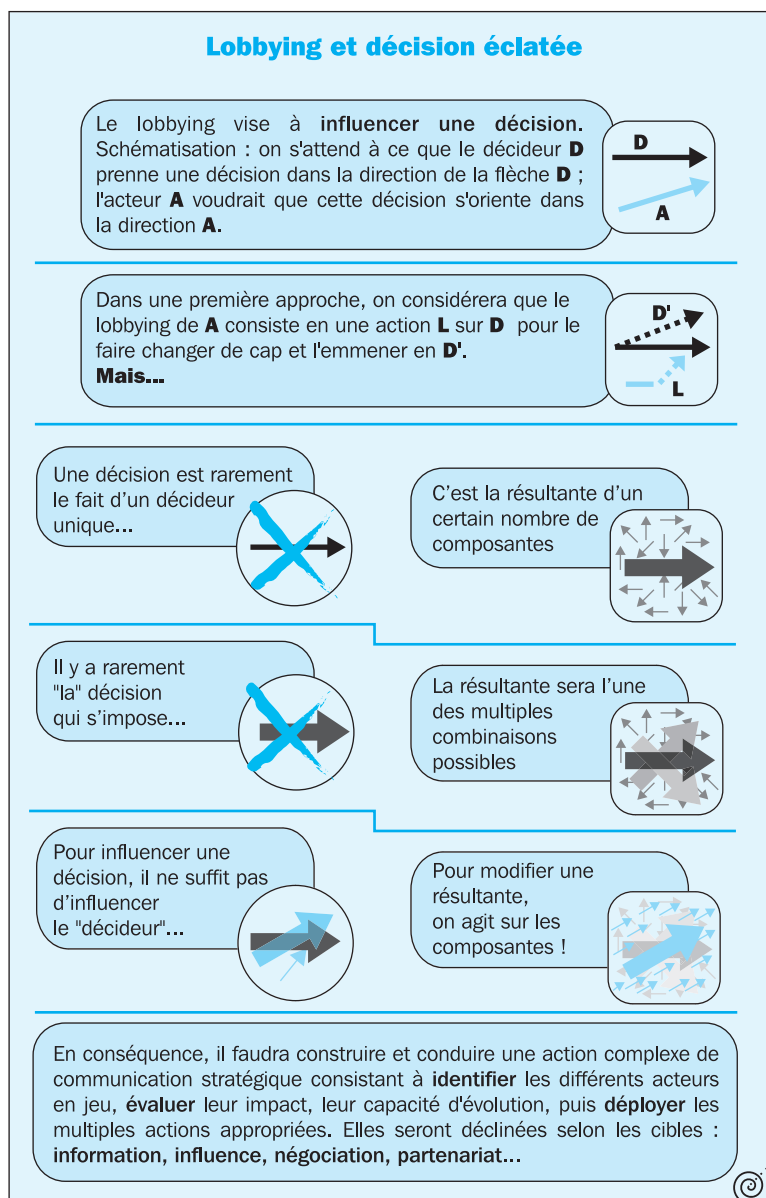 Lobbying et décision éclatée
Le lobbying vise à influencer une décision.
Schématisation : on s'attend à ce que le décideur D
prenne une décision dans la direction de la flèche D ;
l'acteur A voudrait que cette décision s'oriente dans
la direction A.
D
A
Dans une première approche, on considérera que le
lobbying de A consiste en une action L sur D pour le
faire changer de cap et l'emmener en D'.
Mais...
D'
L
Une décision est rarement
le fait d’un décideur
unique...
C’est la résultante d’un
certain nombre de
composantes
Il y a rarement
"la" décision
qui s’impose...
La résultante sera l’une
des multiples
combinaisons
possibles
Pour influencer une
décision, il ne suffit pas
d’influencer
le "décideur"...
Pour modifier une
résultante,
on agit sur les
composantes !
En conséquence, il faudra construire et conduire une action complexe de
communication stratégique consistant à identifier les différents acteurs
en jeu, évaluer leur impact, leur capacité d'évolution, puis déployer les
multiples actions appropriées. Elles seront déclinées selon les cibles :
information, influence, négociation, partenariat...